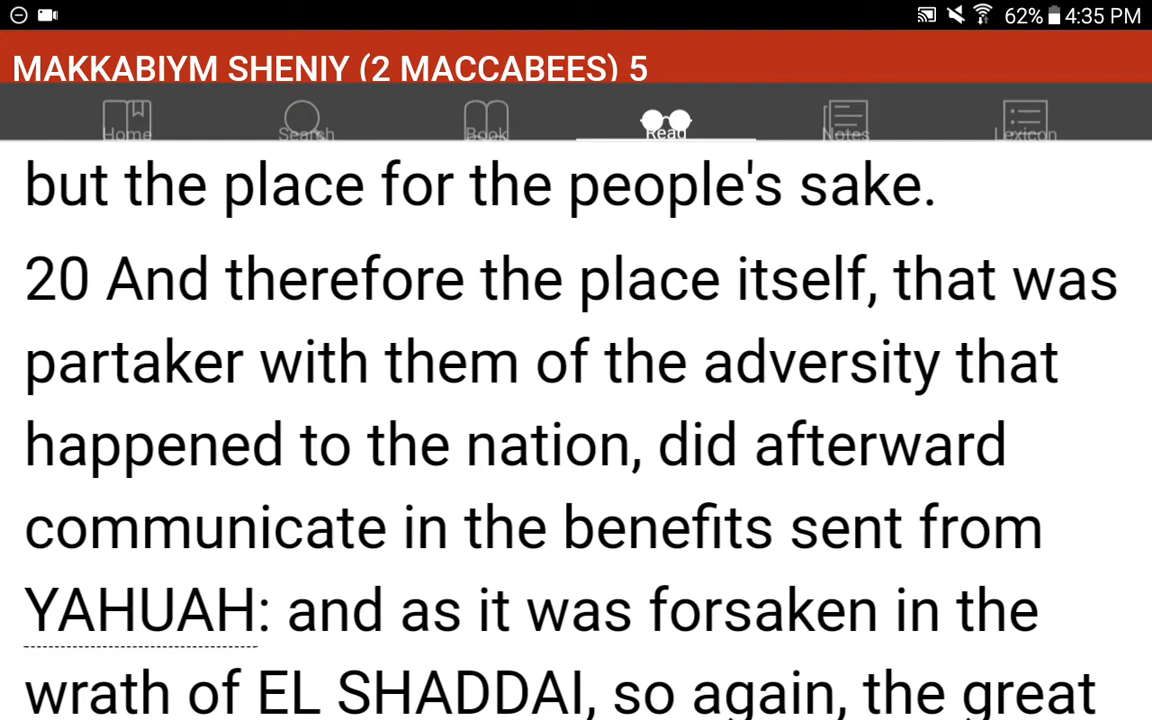 62% 4:35 PM
MAKKABIYM SHENIY (2 MACCABEES) 5
Home Search Book Read Notes Lexicon
but the place for the people's sake.
20 And therefore the place itself, that was
partaker with them of the adversity that
happened to the nation, did afterward
communicate in the benefits sent from
YAHUAH: and as it was forsaken in the
wrath of EL SHADDAI, so again, the great